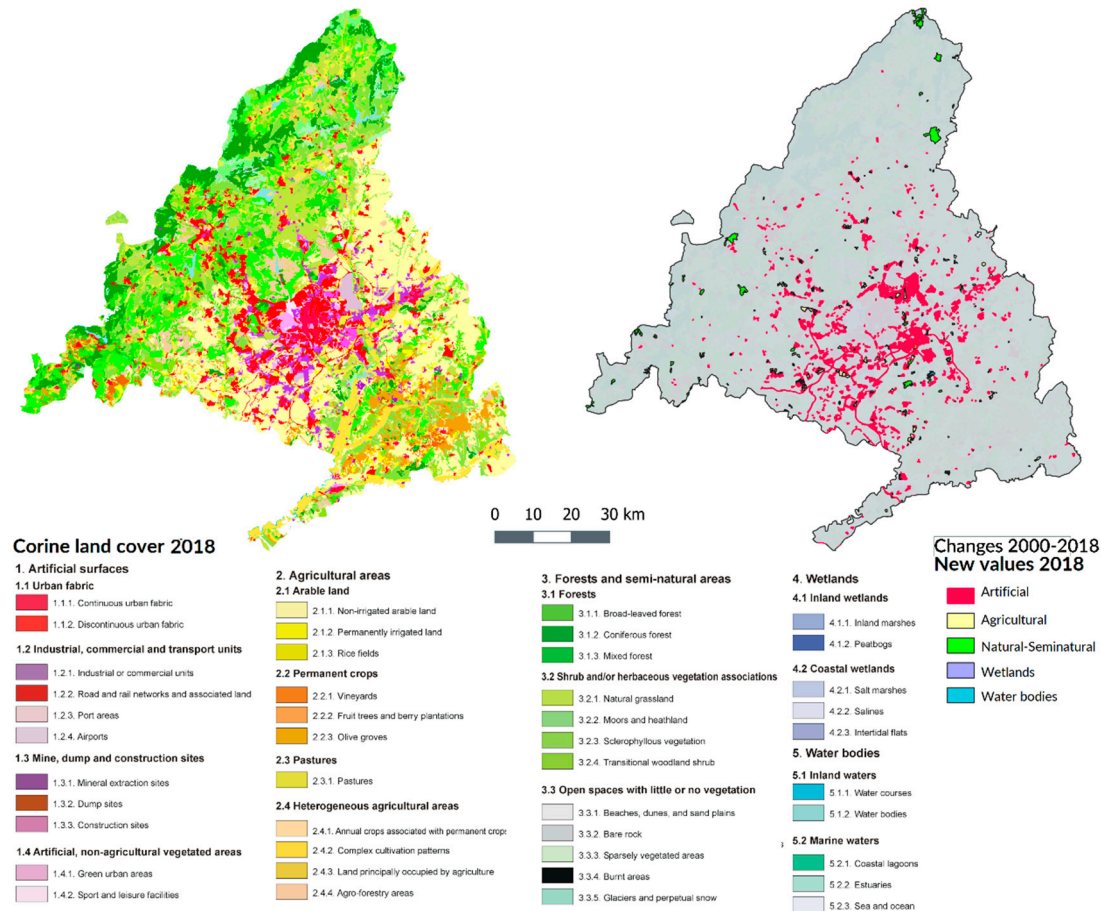 0 10 20 30 km
Corine land cover 2018
1. Artificial surfaces
1.1 Urban fabric
1.1.1. Continuous urban fabric
1.1.2. Discontinuous urban fabric
1.2 Industrial, commercial and transport units
1.2.1. Industrial or commercial units
1.2.2. Road and rail networks and associated land
1.2.3. Port areas
1.2.4. Airports
1.3 Mine, dump and construction sites
1.3.1. Mineral extraction sites
1.3.2. Dump sites
1.3.3. Construction sites
1.4 Artificial, non-agricultural vegetated areas
1.4.1. Green urban areas
1.4.2. Sport and leisure facilities
2. Agricultural areas
2.1 Arable land
2.1.1. Non-irrigated arable land
2.1.2. Permanently irrigated land
2.1.3. Rice fields
2.2 Permanent crops
2.2.1. Vineyards
2.2.2. Fruit trees and berry plantations
2.2.3. Olive groves
2.3 Pastures
2.3.1. Pastures
2.4 Heterogeneous agricultural areas
2.4.1. Annual crops associated with permanent crops
2.4.2. Complex cultivation patterns
2.4.3 Land principally occupied by agriculture
2.4.4. Agro-forestry areas
3. Forests and semi-natural areas
3.1 Forests
3.1.1. Broad-leaved forest
3.1.2. Coniferous forest
3.1.3. Mixed forest
3.2 Shrub and/or herbaceous vegetation associations
3.2.1. Natural grassland
3.2.2. Moors and heathland
3.2.3. Sclerophyllous vegetation
3.2.4. Transitional woodland shrub
3.3 Open spaces with little or no vegetation
3.3.1. Beaches, dunes, and sand plains
3.3.2. Bare rock
3.3.3. Sparsely vegetated areas
3.3.4. Burnt areas
3.3.5. Glaciers and perpetual snow
4. Wetlands
4.1 Inland wetlands
4.1.1. Inland marshes
4.1.2. Peatbogs
4.2 Coastal wetlands
4.2.1. Salt marshes
4.2.2. Salines
4.2.3. Intertidal flats
5. Water bodies
5.1 Inland waters
5.1.1. Water courses
5.1.2. Water bodies
5.2 Marine waters
5.2.1. Coastal lagoons
5.2.2. Estuaries
5.2.3. Sea and ocean
Changes 2000-2018
New values 2018
Artificial
Agricultural
Natural-Seminatural
Wetlands
Water bodies